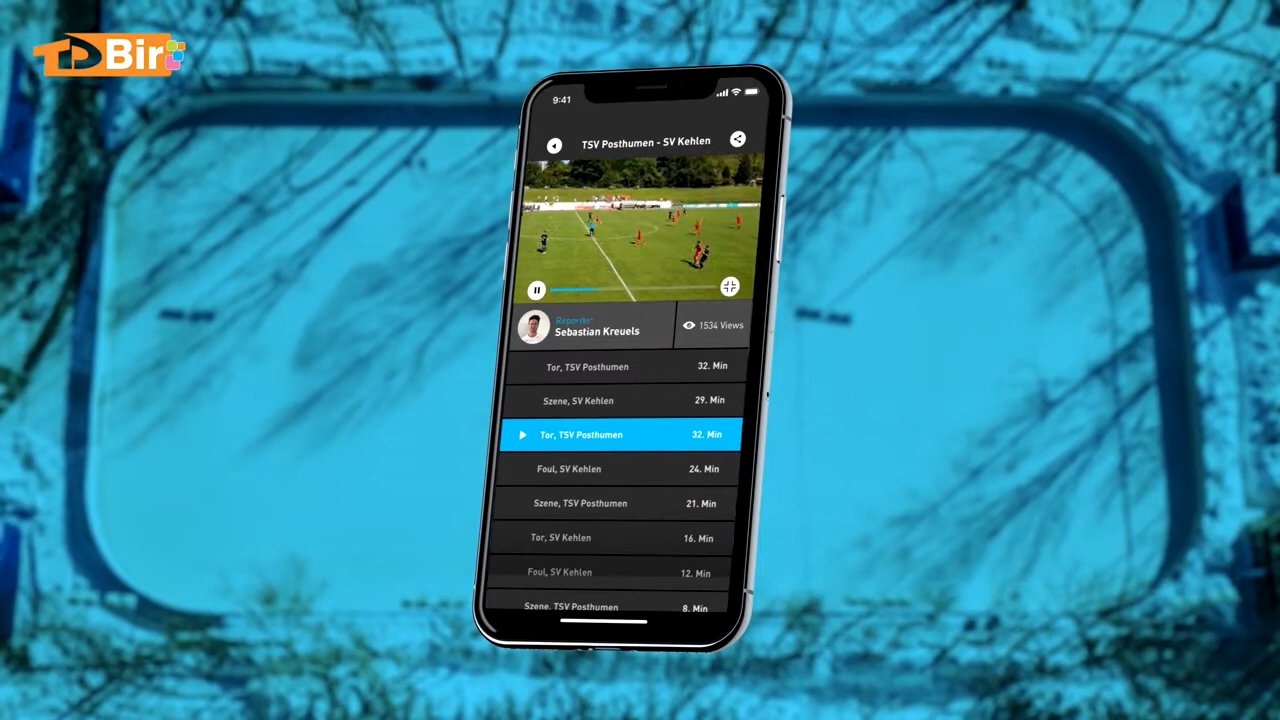 TD Bir
9:41
TSV Posthumen - SV Kehlen
Reporter
Sebastian Kreuels
1534 Views
Tor, TSV Posthumen 32. Min
Szene, SV Kehlen 29. Min
Tor, TSV Posthumen 32. Min
Foul, SV Kehlen 24. Min
Szene, TSV Posthumen 21. Min
Tor, SV Kehlen 16. Min
Foul, SV Kehlen 12. Min
Szene, TSV Posthumen 8. Min